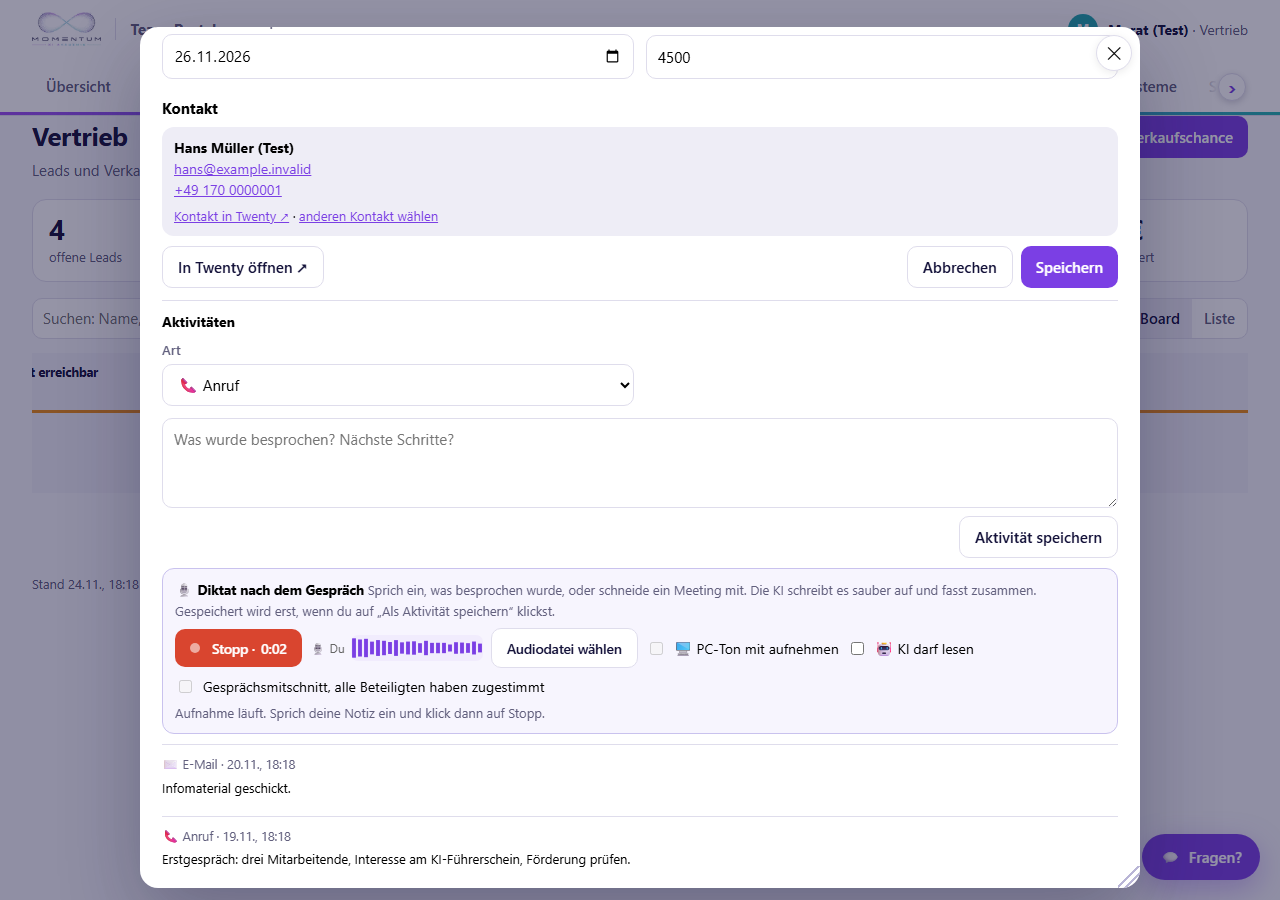 MOMENTUM
Murat (Test) · Vertrieb
26.11.2026
4500
Übersicht
steme
Vertrieb
erkaufschance
Leads und Verka
Kontakt
Hans Müller (Test)
hans@example.invalid
+49 170 0000001
Kontakt in Twenty ↗ · anderen Kontakt wählen
4
offene Leads
€
ert
In Twenty öffnen ↗
Abbrechen
Speichern
Suchen: Name,
Board
Liste
Aktivitäten
Art
t erreichbar
Anruf
Was wurde besprochen? Nächste Schritte?
Aktivität speichern
Stand 24.11., 18:18
Diktat nach dem Gespräch Sprich ein, was besprochen wurde, oder schneide ein Meeting mit. Die KI schreibt es sauber auf und fasst zusammen.
Gespeichert wird erst, wenn du auf „Als Aktivität speichern“ klickst.
Stopp · 0:02
Du
Audiodatei wählen
PC-Ton mit aufnehmen
KI darf lesen
Gesprächsmitschnitt, alle Beteiligten haben zugestimmt
Aufnahme läuft. Sprich deine Notiz ein und klick dann auf Stopp.
E-Mail · 20.11., 18:18
Infomaterial geschickt.
Anruf · 19.11., 18:18
Erstgespräch: drei Mitarbeitende, Interesse am KI-Führerschein, Förderung prüfen.
Fragen?